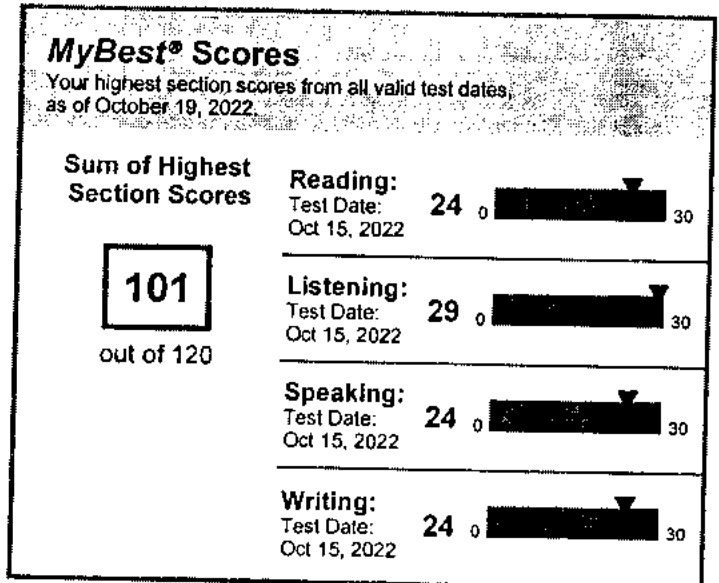 MyBest® Scores
Your highest section scores from all valid test dates,
as of October 19, 2022.
Sum of Highest
Section Scores
101
out of 120
Reading:
Test Date:
Oct 15, 2022
24
0
30
Listening:
Test Date:
Oct 15, 2022
29
0
30
Speaking:
Test Date:
Oct 15, 2022
24
0
30
Writing:
Test Date:
Oct 15, 2022
24
0
30